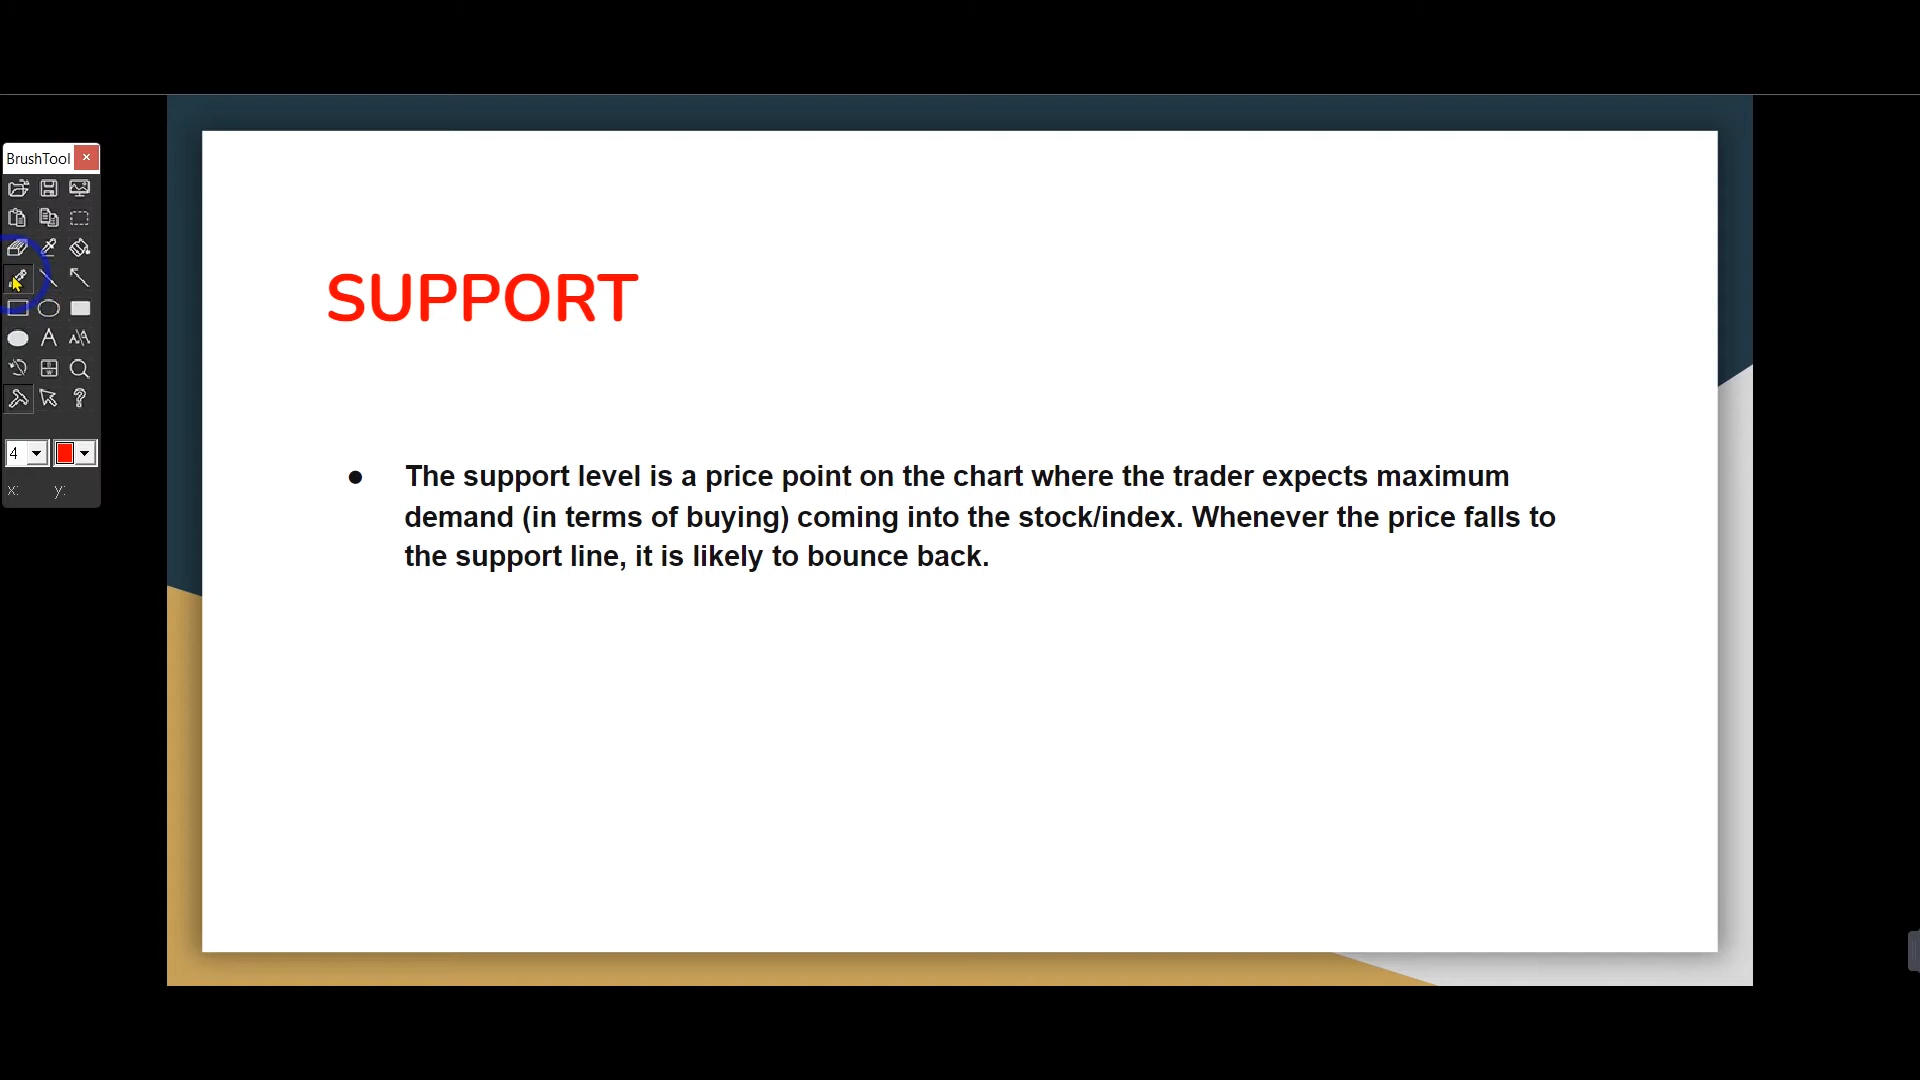 BrushTool
SUPPORT
● The support level is a price point on the chart where the trader expects maximum
demand (in terms of buying) coming into the stock/index. Whenever the price falls to
the support line, it is likely to bounce back.
4
x: y: